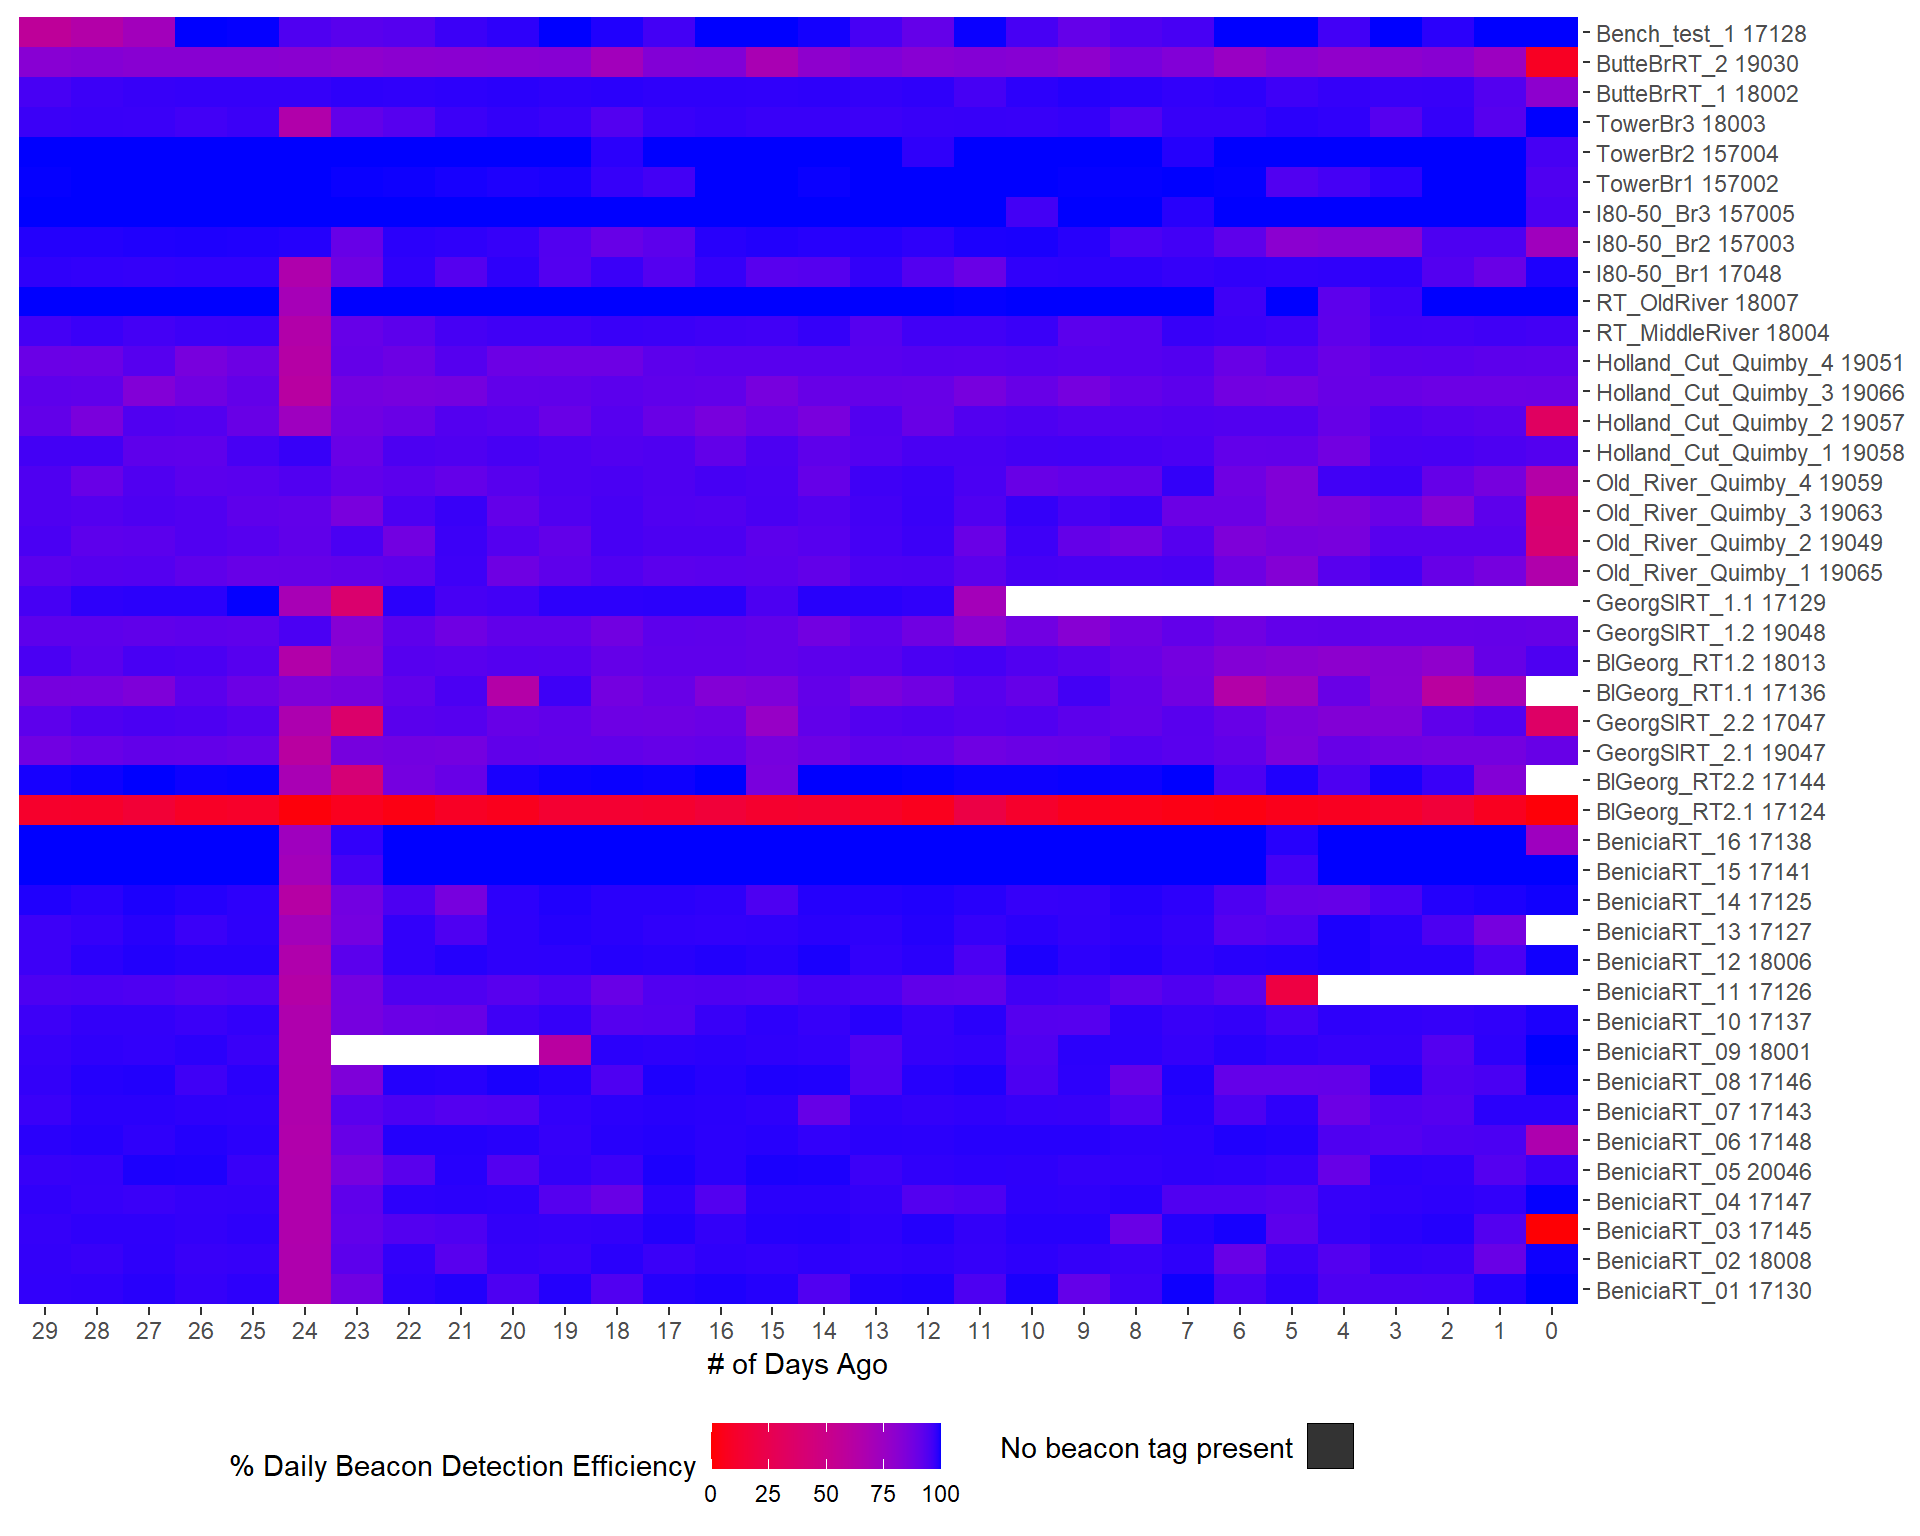 Bench_test_1 17128
ButteBrRT_2 19030
ButteBrRT_1 18002
TowerBr3 18003
TowerBr2 157004
TowerBr1 157002
I80-50_Br3 157005
I80-50_Br2 157003
I80-50_Br1 17048
RT_OldRiver 18007
RT_MiddleRiver 18004
Holland_Cut_Quimby_4 19051
Holland_Cut_Quimby_3 19066
Holland_Cut_Quimby_2 19057
Holland_Cut_Quimby_1 19058
Old_River_Quimby_4 19059
Old_River_Quimby_3 19063
Old_River_Quimby_2 19049
Old_River_Quimby_1 19065
GeorgSlRT_1.1 17129
GeorgSlRT_1.2 19048
BlGeorg_RT1.2 18013
BlGeorg_RT1.1 17136
GeorgSlRT_2.2 17047
GeorgSlRT_2.1 19047
BlGeorg_RT2.2 17144
BlGeorg_RT2.1 17124
BeniciaRT_16 17138
BeniciaRT_15 17141
BeniciaRT_14 17125
BeniciaRT_13 17127
BeniciaRT_12 18006
BeniciaRT_11 17126
BeniciaRT_10 17137
BeniciaRT_09 18001
BeniciaRT_08 17146
BeniciaRT_07 17143
BeniciaRT_06 17148
BeniciaRT_05 20046
BeniciaRT_04 17147
BeniciaRT_03 17145
BeniciaRT_02 18008
BeniciaRT_01 17130
29 28 27 26 25 24 23 22 21 20 19 18 17 16 15 14 13 12 11 10 9 8 7 6 5 4 3 2 1 0
# of Days Ago
% Daily Beacon Detection Efficiency
0 25 50 75 100
No beacon tag present